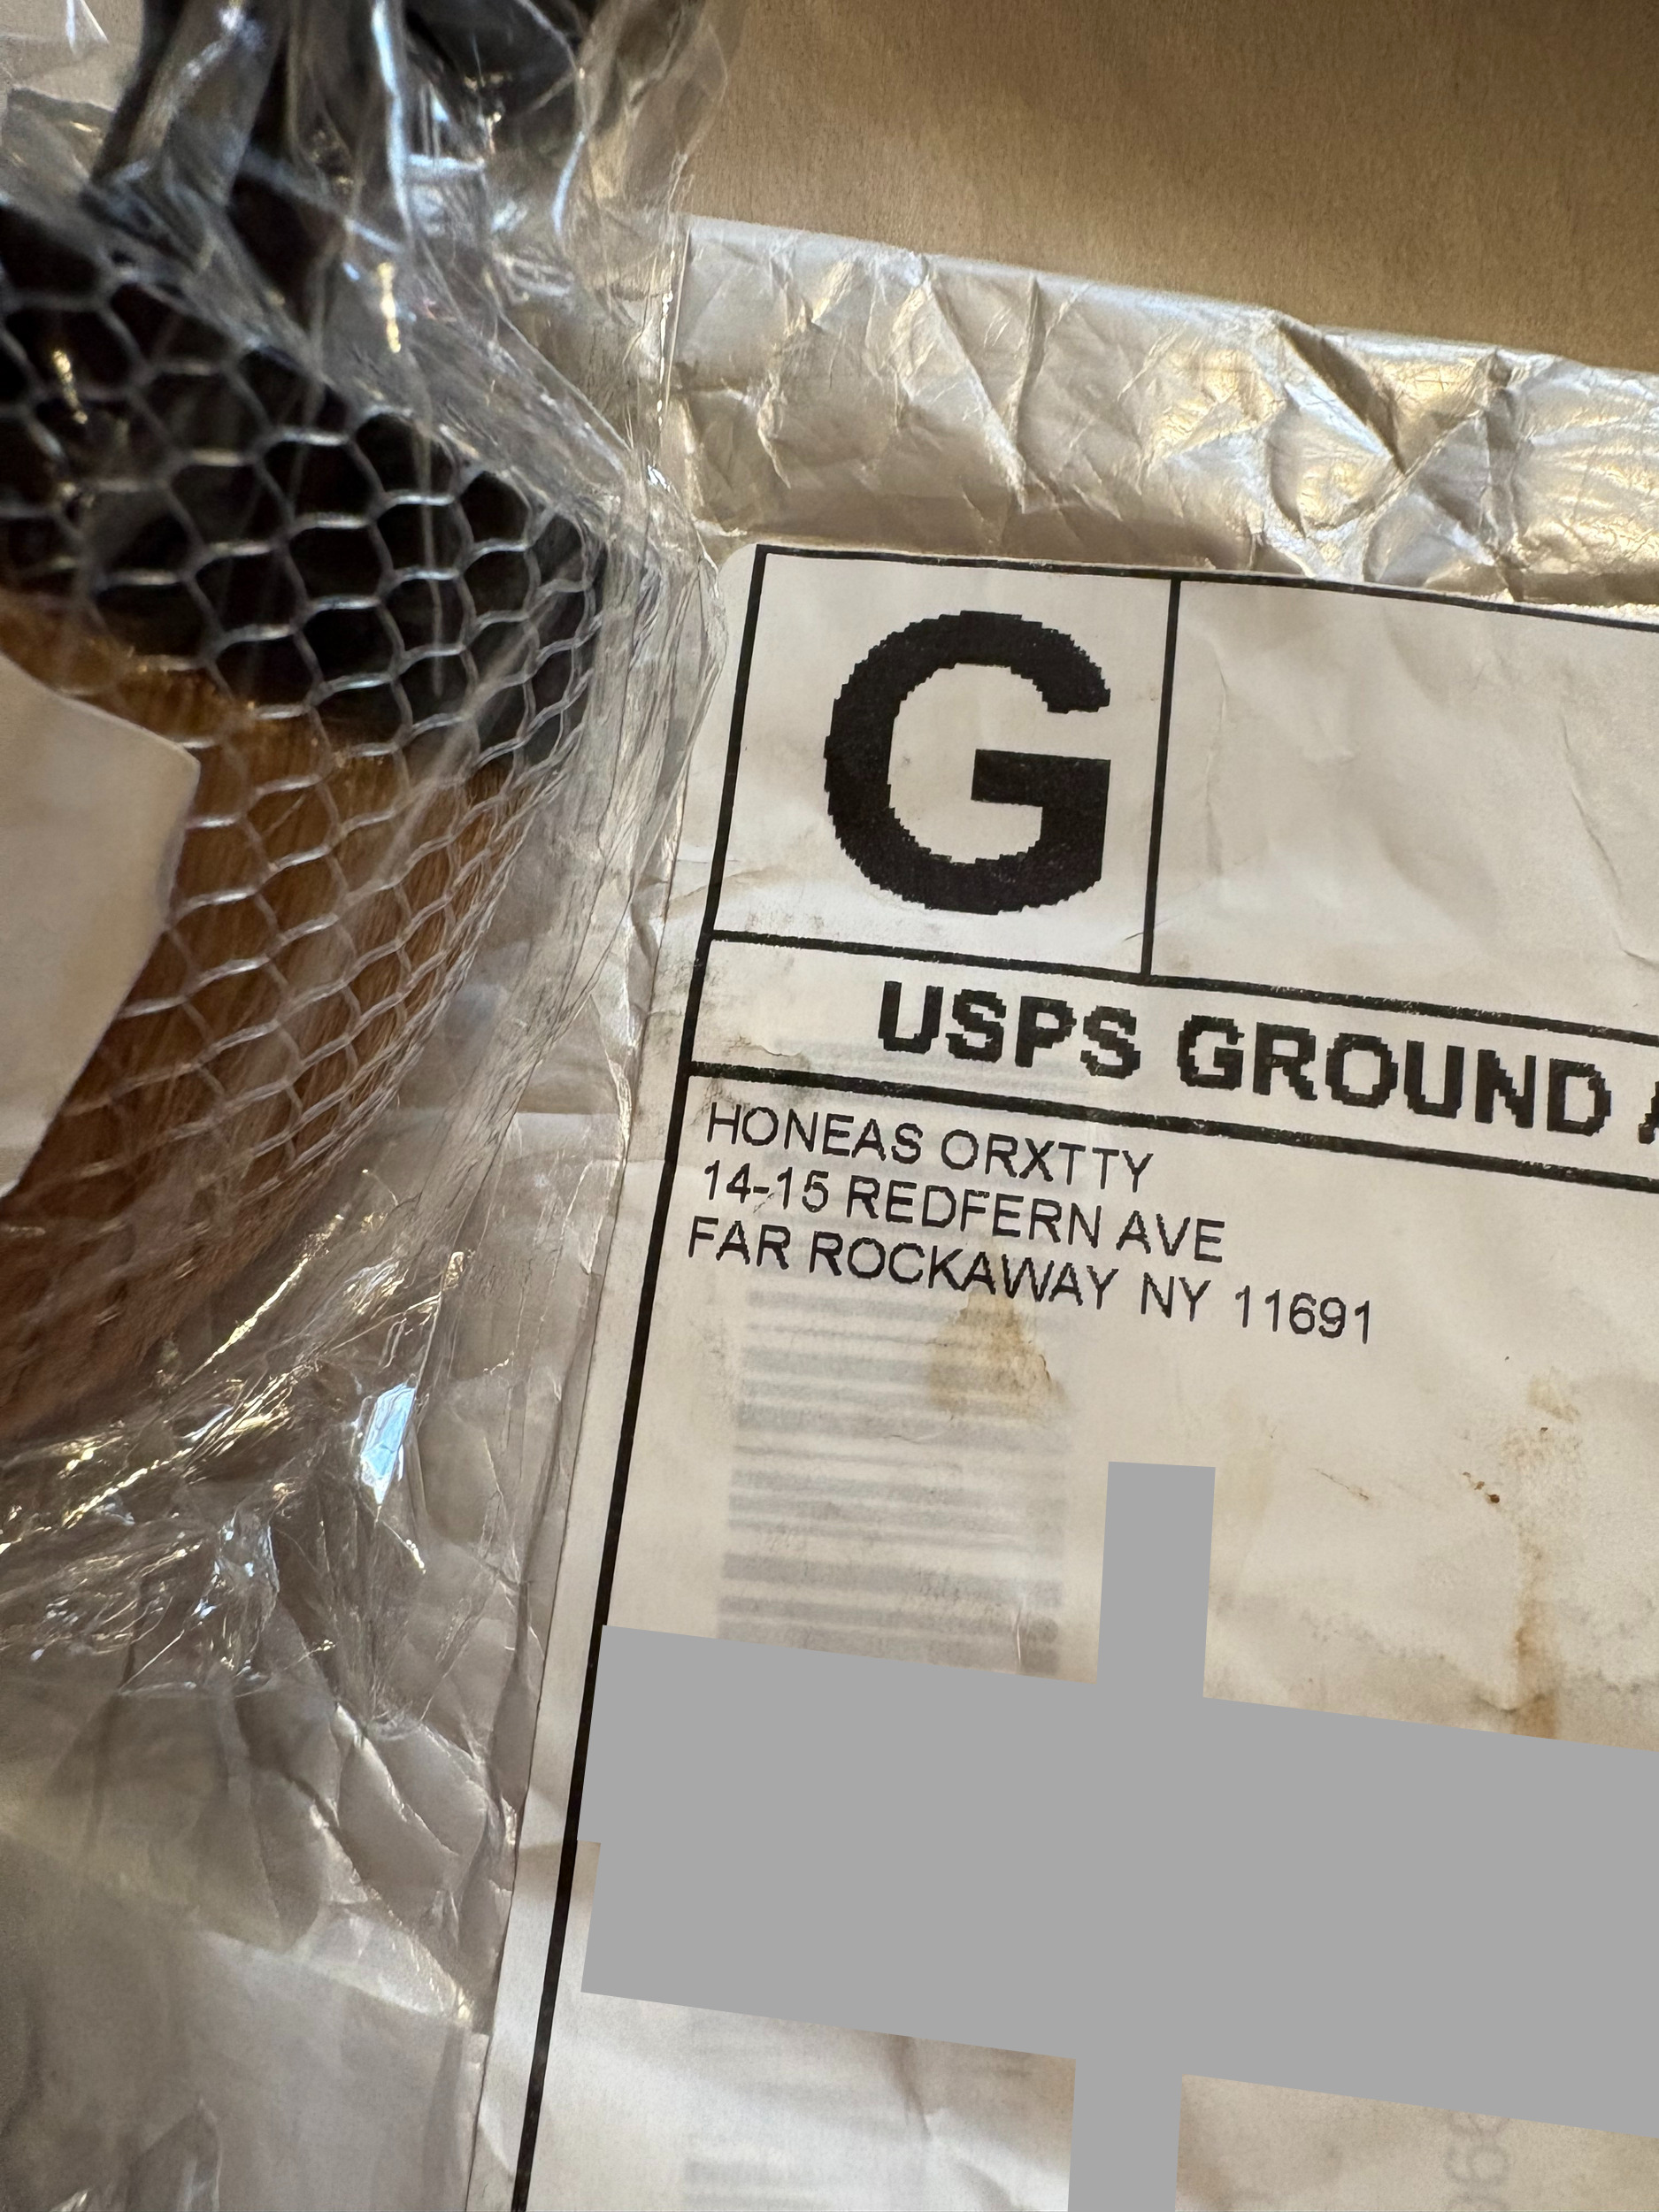 G
USPS GROUND
HONEAS ORXTTY
14-15 REDFERN AVE
FAR ROCKAWAY NY 11691